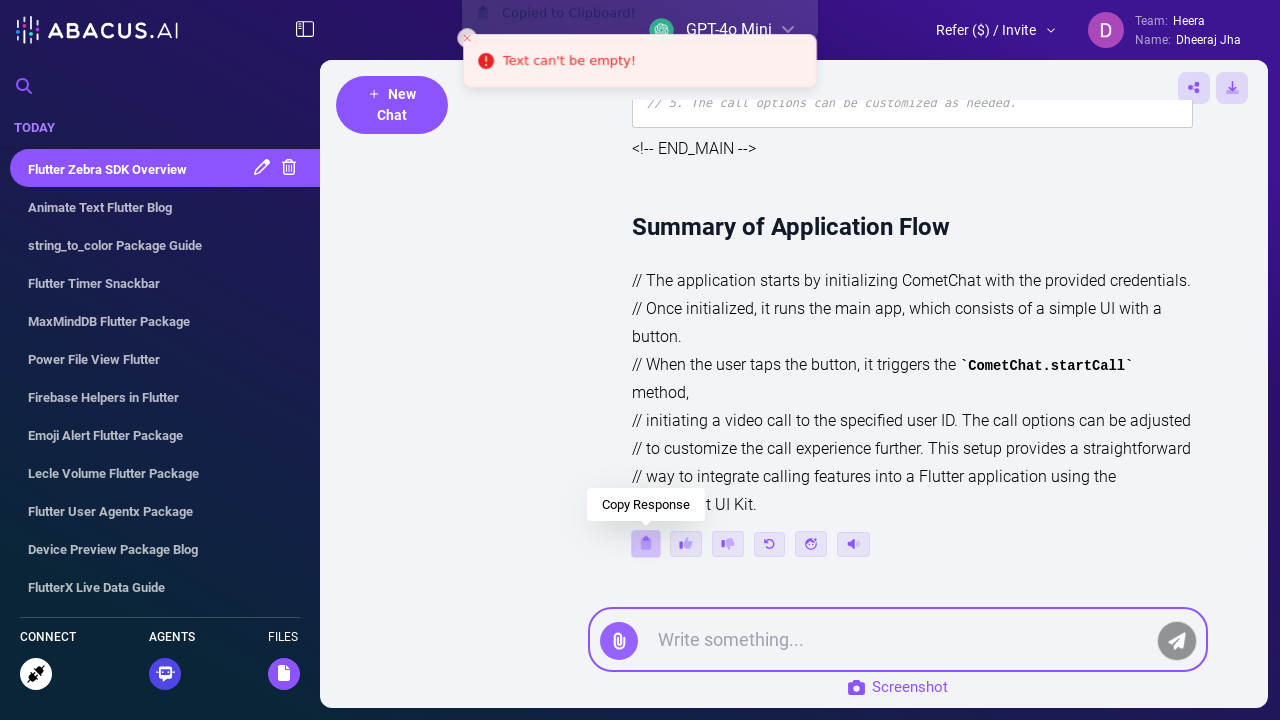 ABACUS.AI
Copied to Clipboard!
GPT-4o Mini
Text can't be empty!
Refer ($) / Invite
D
Team: Heera
Name: Dheeraj Jha
TODAY
Flutter Zebra SDK Overview
Animate Text Flutter Blog
string_to_color Package Guide
Flutter Timer Snackbar
MaxMindDB Flutter Package
Power File View Flutter
Firebase Helpers in Flutter
Emoji Alert Flutter Package
Lecle Volume Flutter Package
Flutter User Agentx Package
Device Preview Package Blog
FlutterX Live Data Guide
CONNECT
AGENTS
FILES
+ New
Chat
// 5. The call options can be customized as needed.
<!-- END_MAIN -->
Summary of Application Flow
// The application starts by initializing CometChat with the provided credentials.
// Once initialized, it runs the main app, which consists of a simple UI with a
button.
// When the user taps the button, it triggers the `CometChat.startCall`
method,
// initiating a video call to the specified user ID. The call options can be adjusted
// to customize the call experience further. This setup provides a straightforward
// way to integrate calling features into a Flutter application using the
t UI Kit.
Copy Response
Write something...
Screenshot